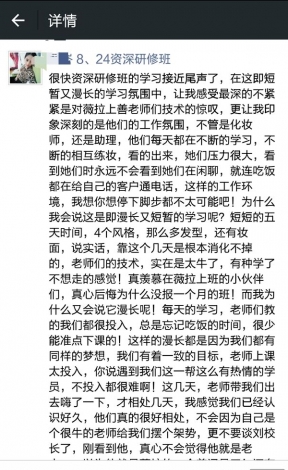 详情
8、24资深研修班
很快资深研修班的学习接近尾声了，在这即短
暂又漫长的学习氛围中，让我感受最深的不紧
紧是对薇拉上善老师们技术的惊叹，更让我印
象深刻的是他们的工作氛围，不管是化妆
师，还是助理，他们每天都在不断的学习，不
断的相互练妆，看的出来，她们压力很大，看
到她们时永远不会看到她们在闲聊，就连吃饭
都在给自己的客户通电话，这样的工作环
境，我想你想停下脚步都不太可能吧！为什么
我会说这是即漫长又短暂的学习呢？短短的五
天时间，4个风格，那么多发型，还有妆
面，说实话，靠这个几天是根本消化不掉
的，老师们的技术，实在是太牛了，有种学了
不想走的感觉！真羡慕在薇拉上班的小伙伴
们，真心后悔为什么没报一个月的班！而我为
什么又会说它漫长呢！每天的学习，老师们教
的我们都很投入，总是忘记吃饭的时间，很少
能准点下课的！这样的漫长都是因为我们都有
同样的梦想，我们有着一致的目标，老师上课
太投入，你说遇到我们这一帮这么有热情的学
员，不投入都很难啊！这几天，老师带我们出
去嗨了一下，才相处几天，我感觉我们已经认
识好久，他们真的很好相处，不会因为自己是
个很牛的老师给我们摆个架势，更不要谈刘校
长了，刚看到他，真心不会觉得他就是老